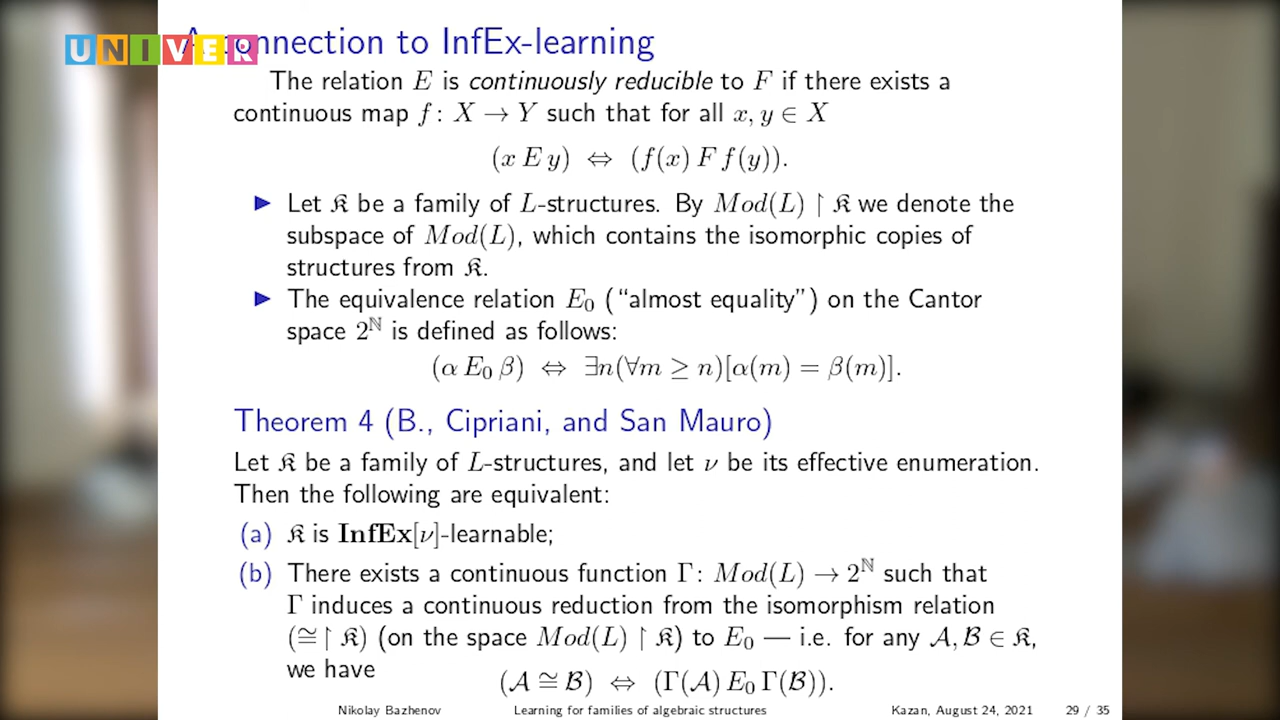 UNIVER
A connection to InfEx-learning
The relation E is continuously reducible to F if there exists a
continuous map f : X → Y such that for all x, y ∈ X
(x E y) ⇔ (f(x) F f(y)).
▶ Let 𝔎 be a family of L-structures. By Mod(L) ↾ 𝔎 we denote the
subspace of Mod(L), which contains the isomorphic copies of
structures from 𝔎.
▶ The equivalence relation E₀ (“almost equality”) on the Cantor
space 2^ℕ is defined as follows:
(α E₀ β) ⇔ ∃n(∀m ≥ n)[α(m) = β(m)].
Theorem 4 (B., Cipriani, and San Mauro)
Let 𝔎 be a family of L-structures, and let ν be its effective enumeration.
Then the following are equivalent:
(a) 𝔎 is InfEx[ν]-learnable;
(b) There exists a continuous function Γ : Mod(L) → 2^ℕ such that
Γ induces a continuous reduction from the isomorphism relation
(≅↾ 𝔎) (on the space Mod(L) ↾ 𝔎) to E₀ — i.e. for any 𝒜, ℬ ∈ 𝔎,
we have
(𝒜 ≅ ℬ) ⇔ (Γ(𝒜) E₀ Γ(ℬ)).
Nikolay Bazhenov Learning for families of algebraic structures Kazan, August 24, 2021 29 / 35